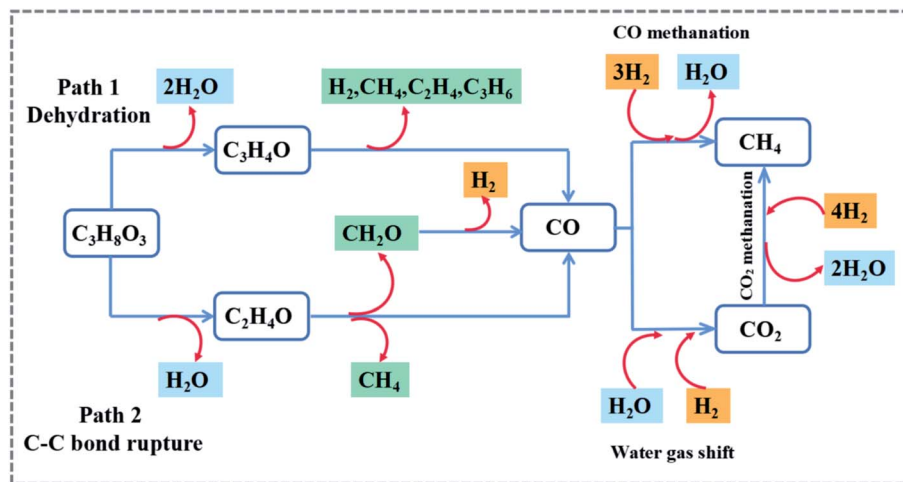 CO methanation
Path 1
Dehydration
2H₂O
H₂,CH₄,C₂H₄,C₃H₆
3H₂
H₂O
C₃H₄O
CH₄
H₂
C₃H₈O₃
CH₂O
CO
CO₂ methanation
4H₂
2H₂O
C₂H₄O
CO₂
H₂O
CH₄
H₂O
H₂
Path 2
C-C bond rupture
Water gas shift